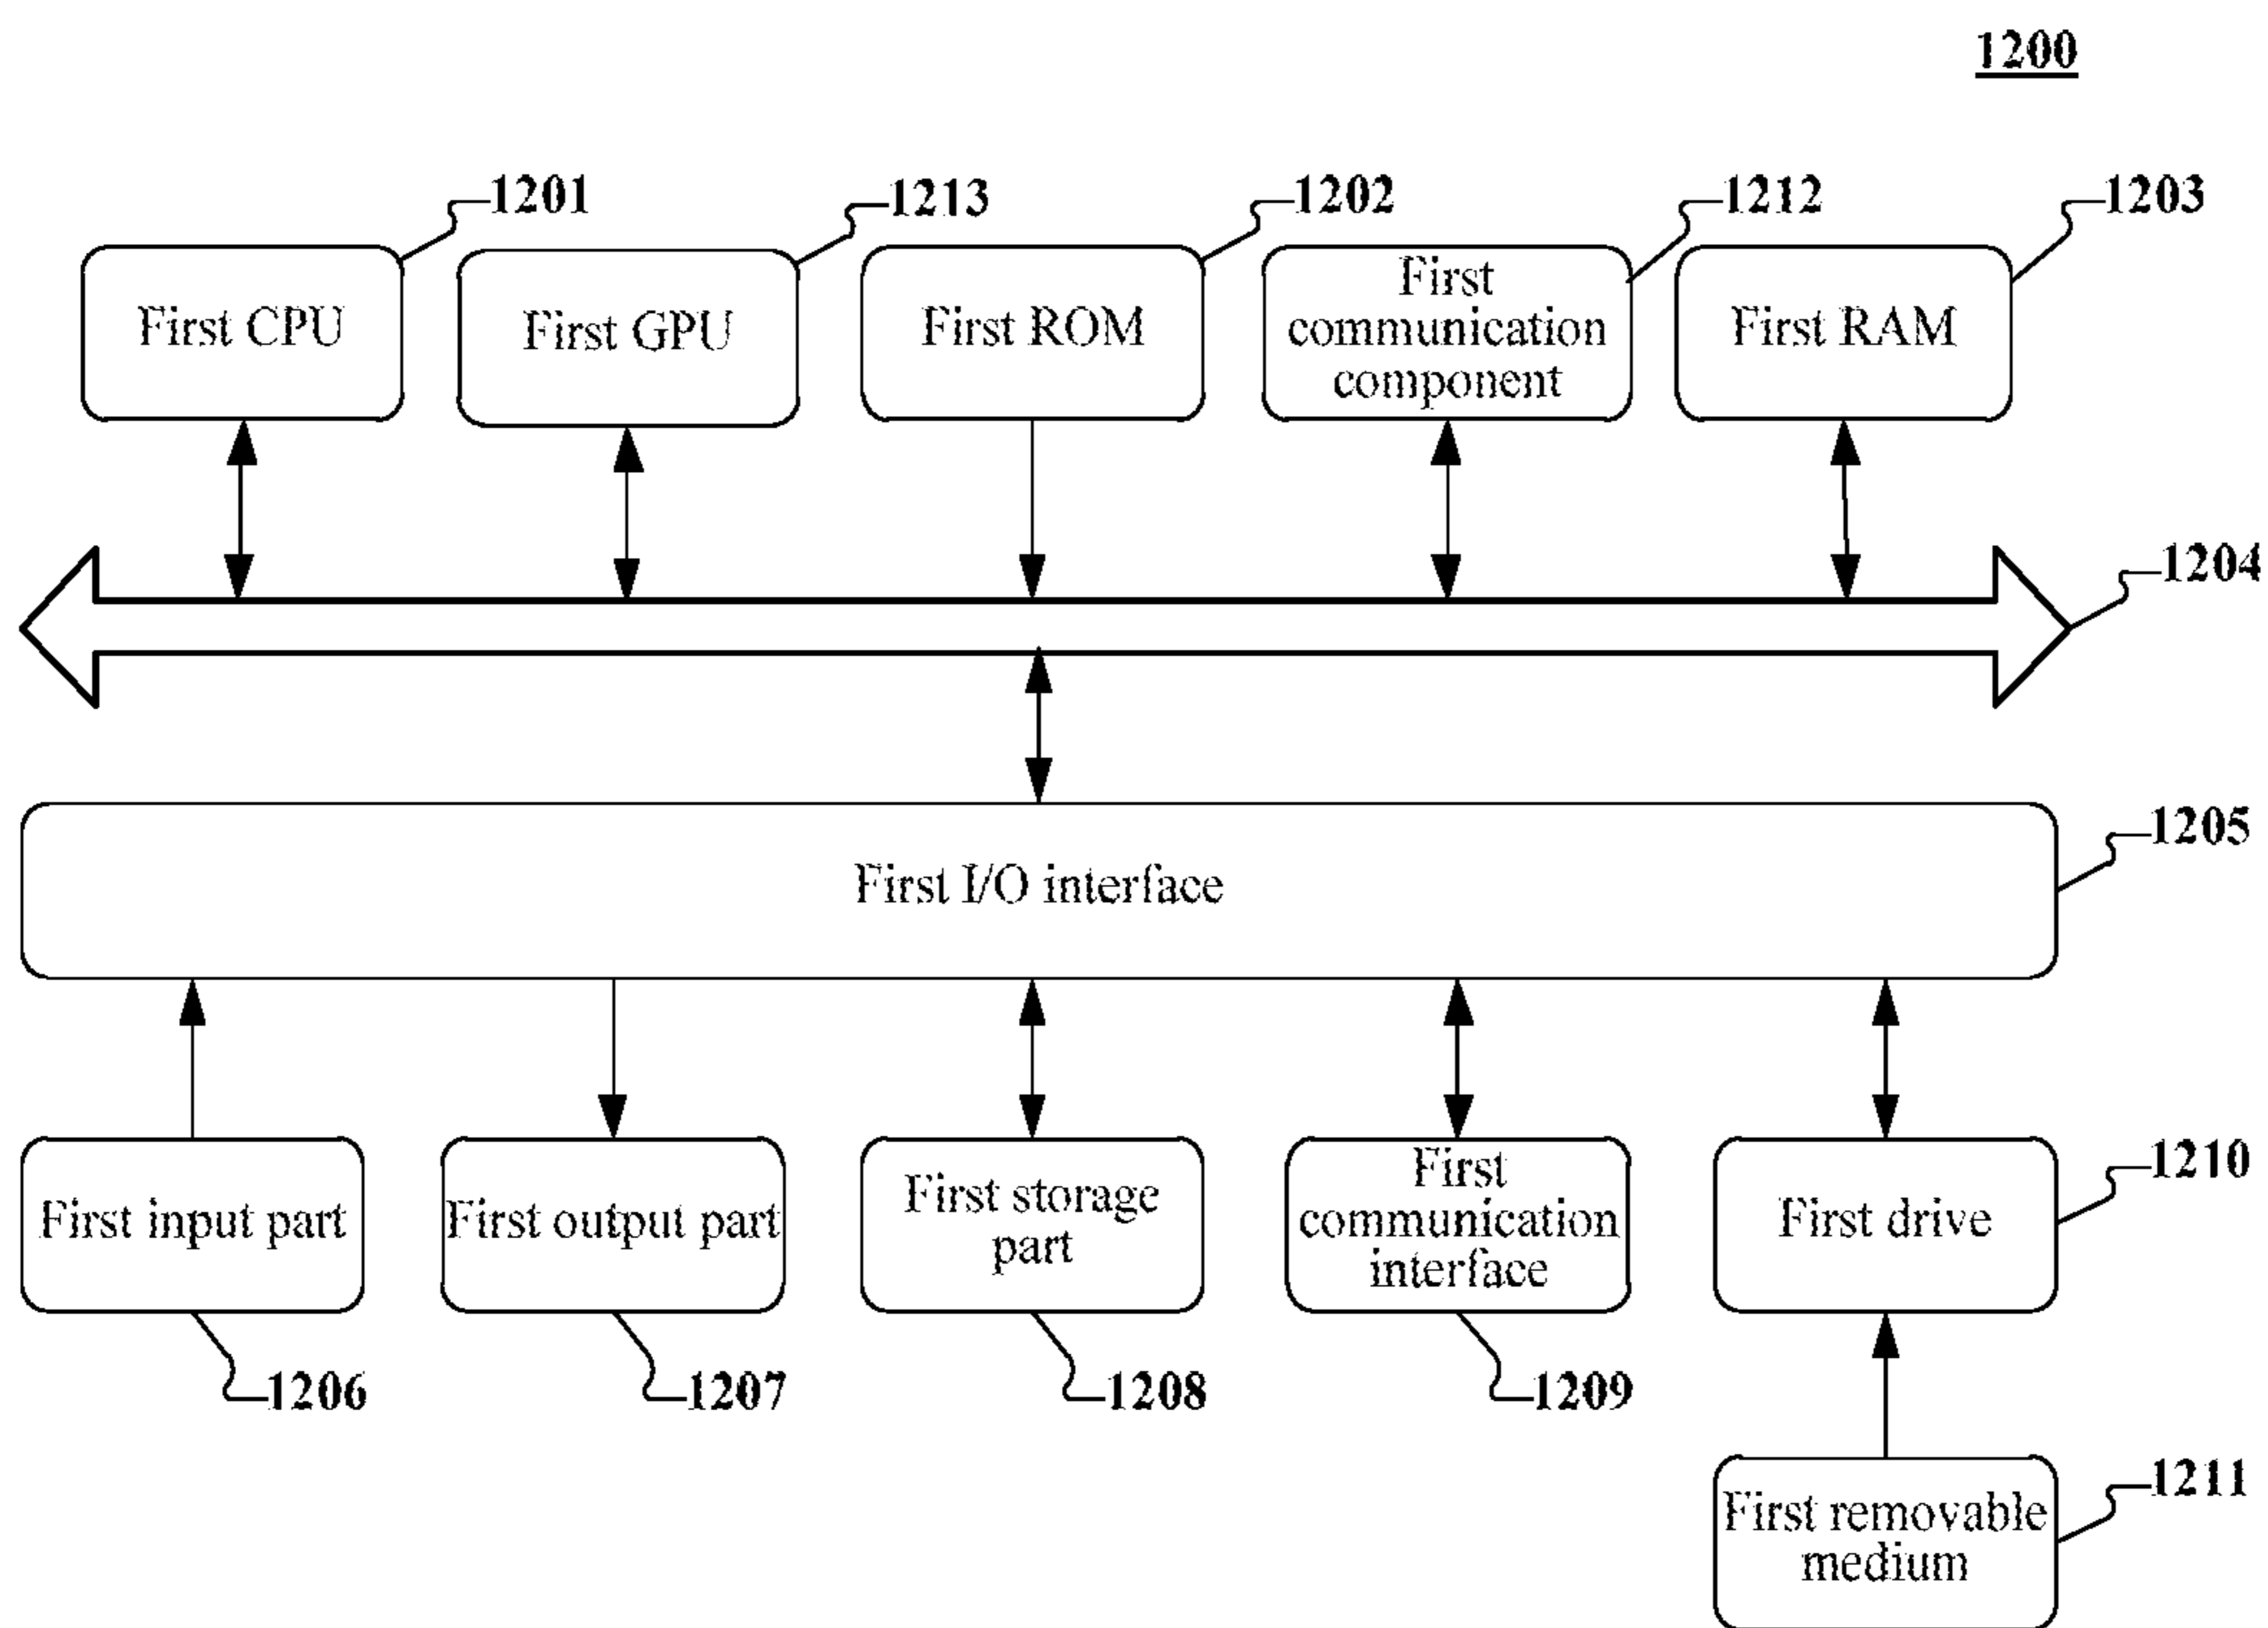 1200
1201
1213
1202
1212
1203
First CPU
First GPU
First ROM
First
communication
component
First RAM
1204
1205
First I/O interface
First input part
First output part
First storage
part
First
communication
interface
First drive
1210
1206
1207
1208
1209
First removable
medium
1211